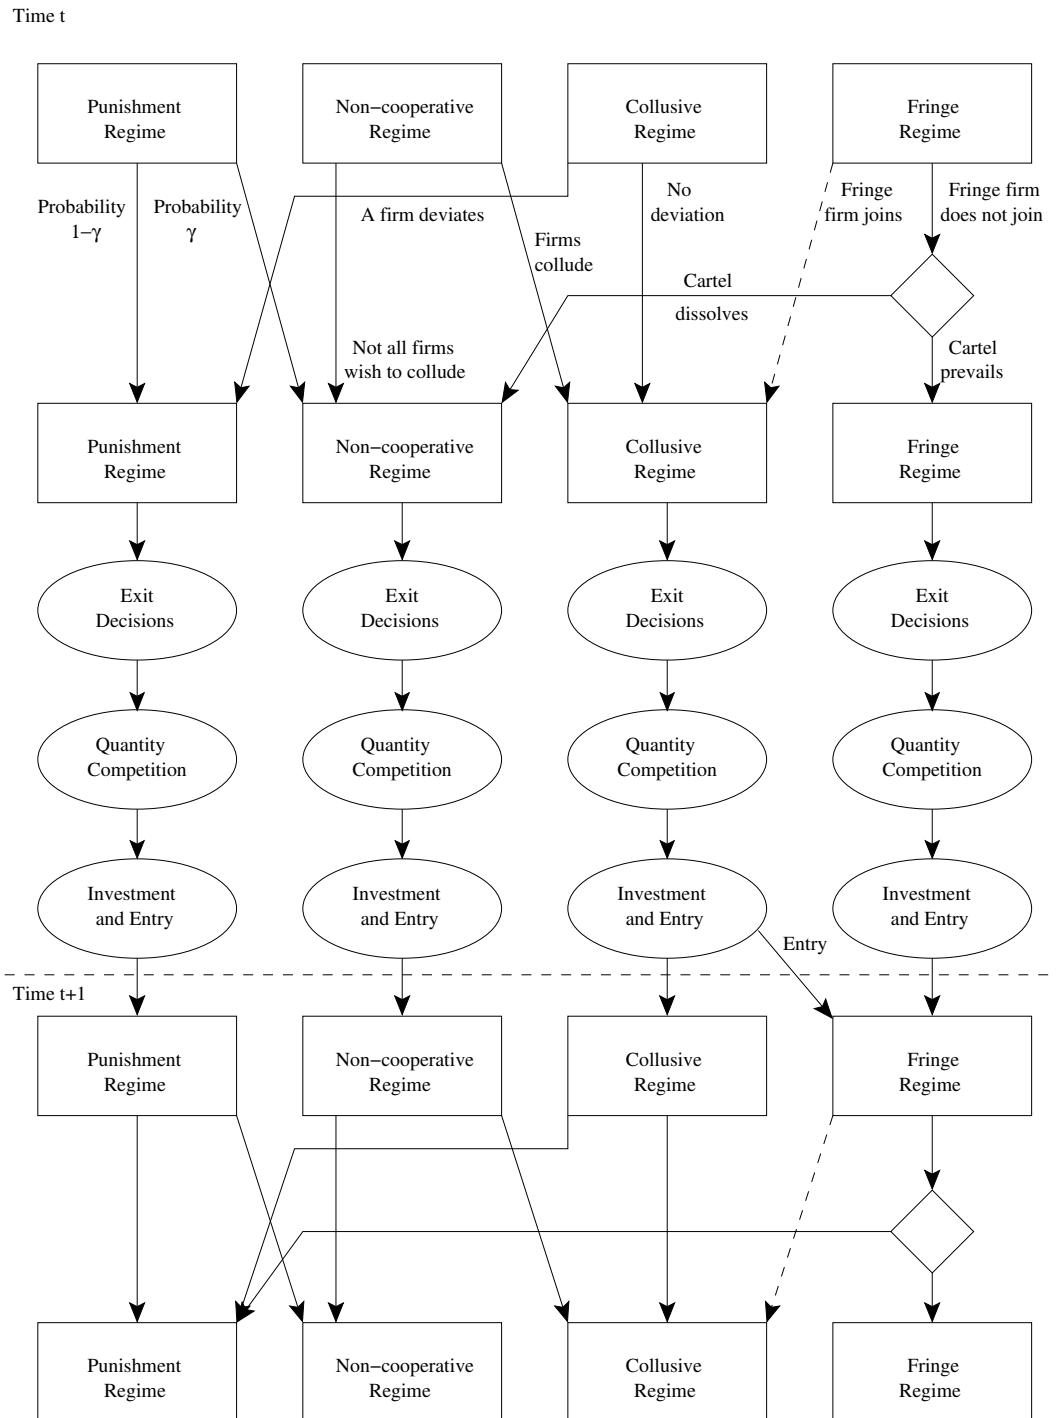 Time t
Punishment
Regime
Non−cooperative
Regime
Collusive
Regime
Fringe
Regime
Probability
1−γ
Probability
γ
A firm deviates
No
deviation
Fringe
firm joins
Fringe firm
does not join
Firms
collude
Cartel
dissolves
Not all firms
wish to collude
Cartel
prevails
Punishment
Regime
Non−cooperative
Regime
Collusive
Regime
Fringe
Regime
Exit
Decisions
Exit
Decisions
Exit
Decisions
Exit
Decisions
Quantity
Competition
Quantity
Competition
Quantity
Competition
Quantity
Competition
Investment
and Entry
Investment
and Entry
Investment
and Entry
Investment
and Entry
Entry
Time t+1
Punishment
Regime
Non−cooperative
Regime
Collusive
Regime
Fringe
Regime
Punishment
Regime
Non−cooperative
Regime
Collusive
Regime
Fringe
Regime